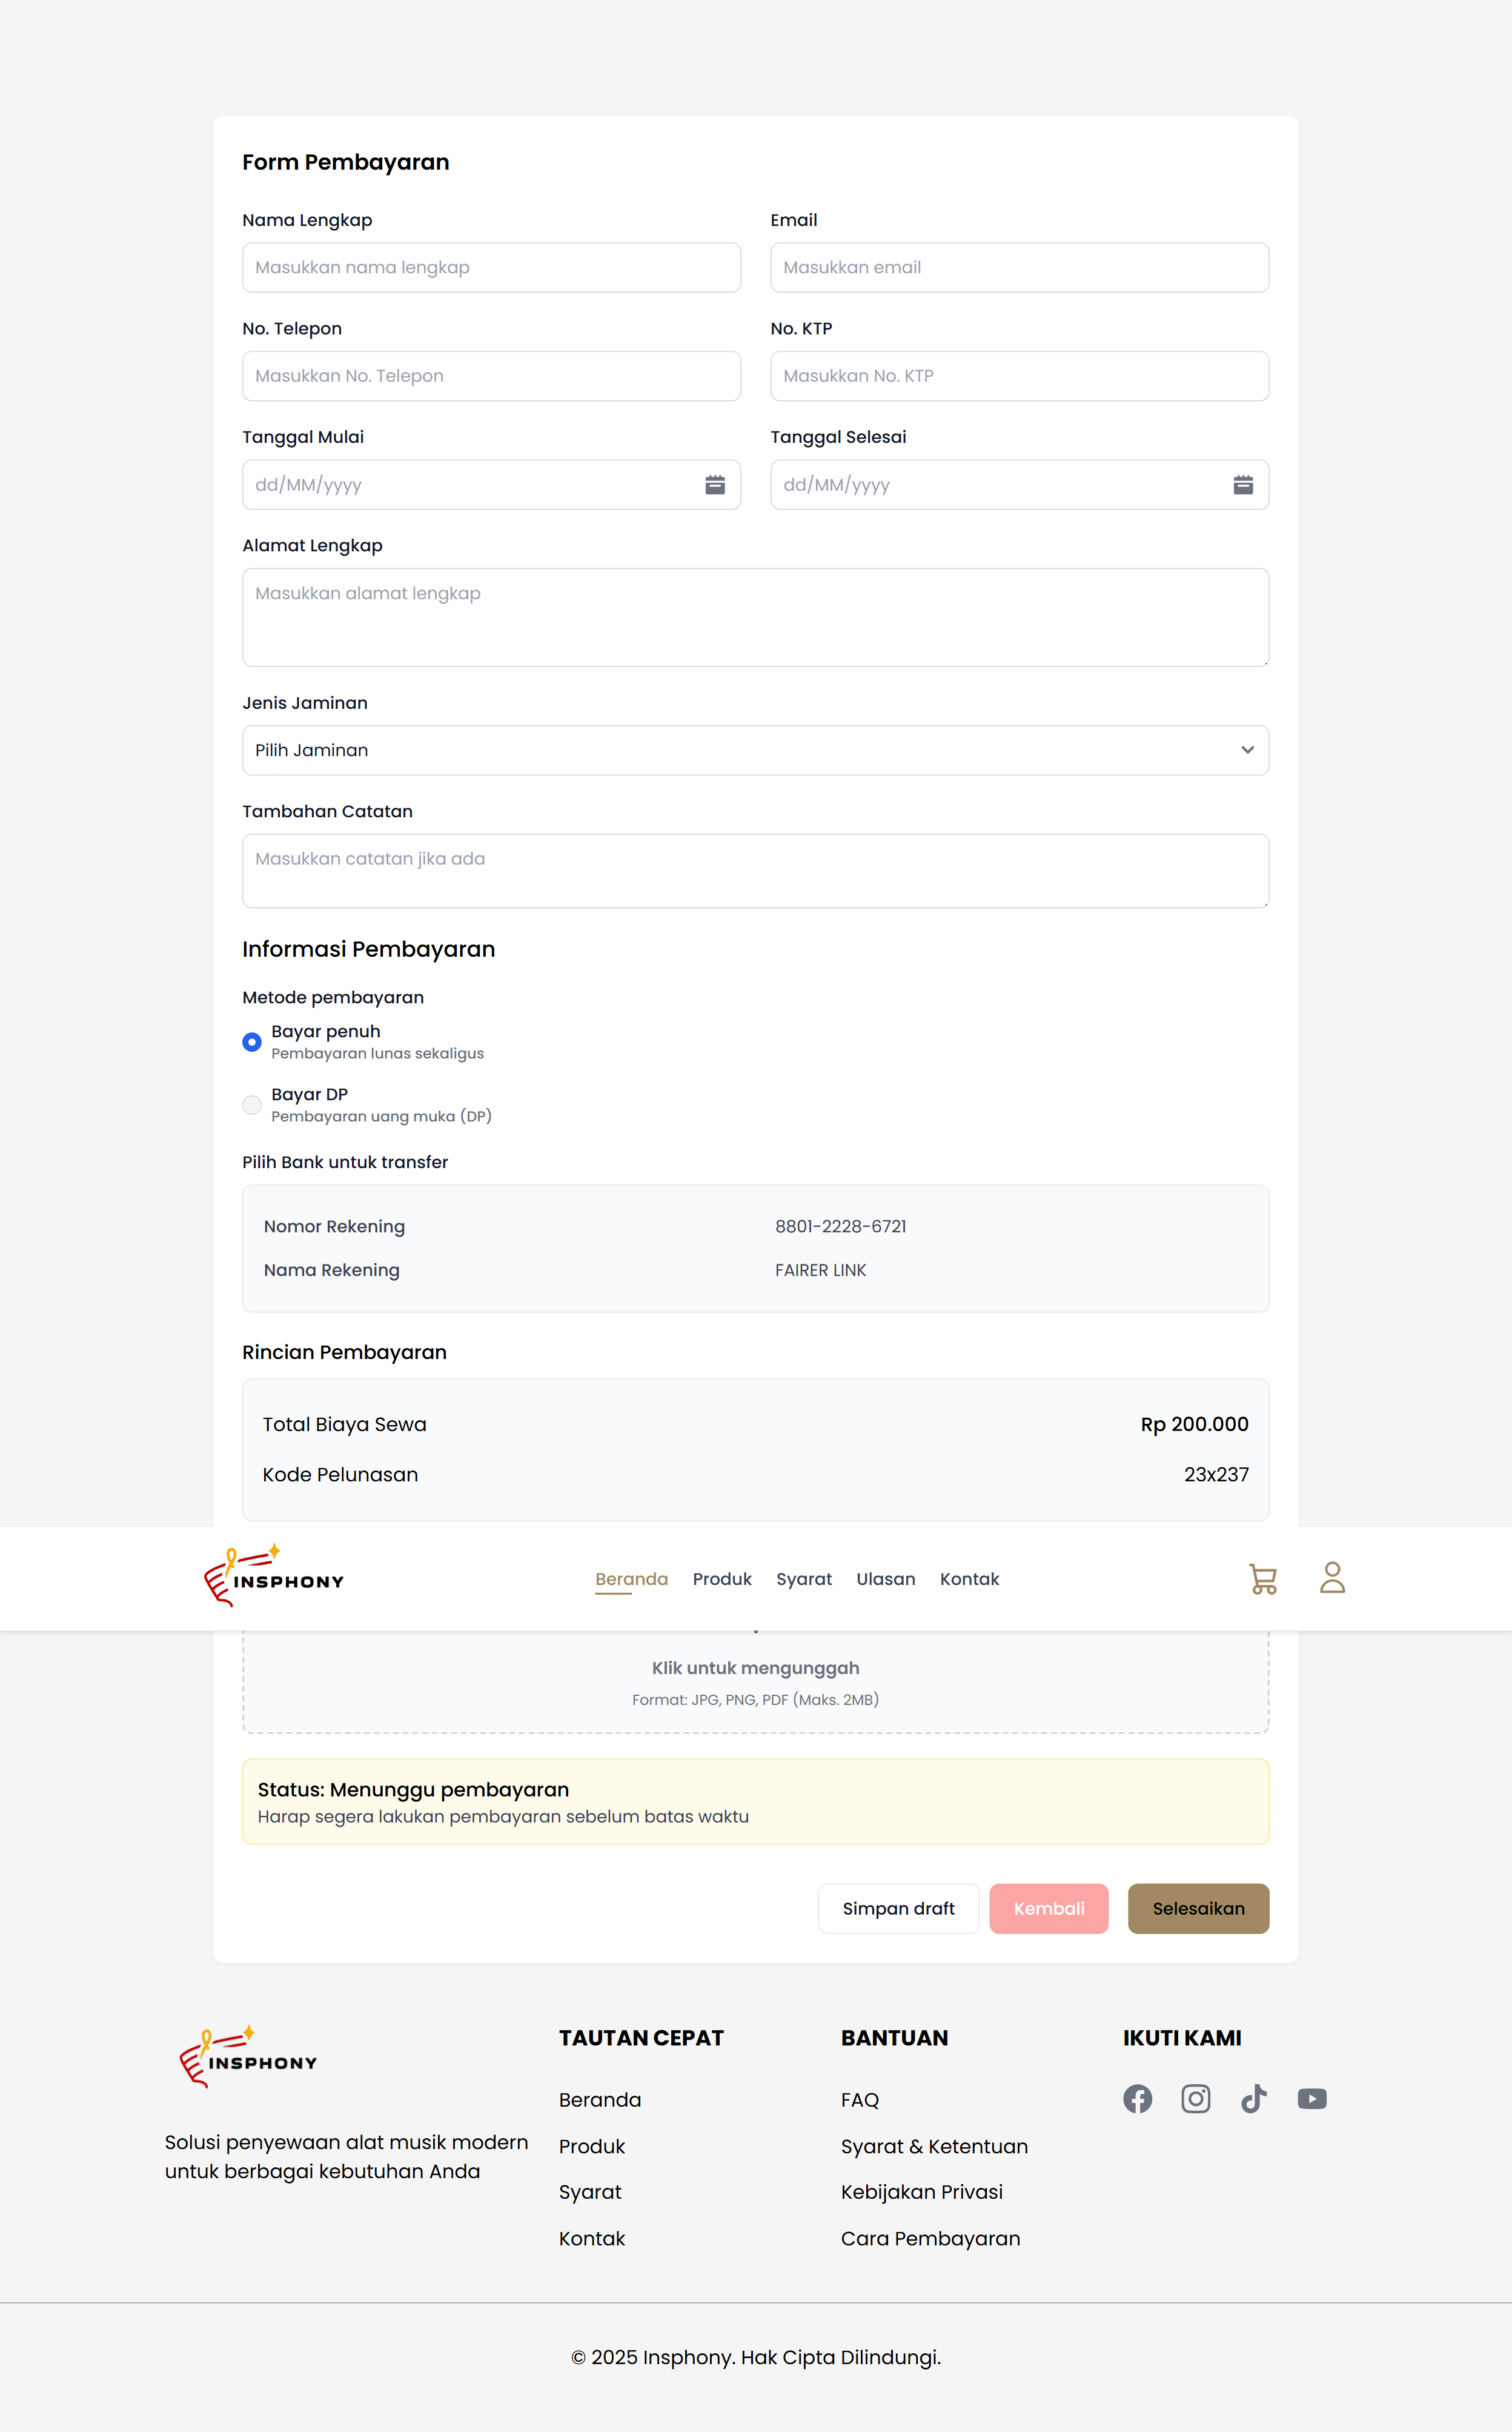 Form Pembayaran
Nama Lengkap
Email
Masukkan nama lengkap
Masukkan email
No. Telepon
No. KTP
Masukkan No. Telepon
Masukkan No. KTP
Tanggal Mulai
Tanggal Selesai
dd/MM/yyyy
dd/MM/yyyy
Alamat Lengkap
Masukkan alamat lengkap
Jenis Jaminan
Pilih Jaminan
Tambahan Catatan
Masukkan catatan jika ada
Informasi Pembayaran
Metode pembayaran
Bayar penuh
Pembayaran lunas sekaligus
Bayar DP
Pembayaran uang muka (DP)
Pilih Bank untuk transfer
Nomor Rekening
8801-2228-6721
Nama Rekening
FAIRER LINK
Rincian Pembayaran
Total Biaya Sewa
Rp 200.000
Kode Pelunasan
23x237
INSPHONY
Beranda
Produk
Syarat
Ulasan
Kontak
Klik untuk mengunggah
Format: JPG, PNG, PDF (Maks. 2MB)
Status: Menunggu pembayaran
Harap segera lakukan pembayaran sebelum batas waktu
Simpan draft
Kembali
Selesaikan
INSPHONY
Solusi penyewaan alat musik modern
untuk berbagai kebutuhan Anda
TAUTAN CEPAT
Beranda
Produk
Syarat
Kontak
BANTUAN
FAQ
Syarat & Ketentuan
Kebijakan Privasi
Cara Pembayaran
IKUTI KAMI
© 2025 Insphony. Hak Cipta Dilindungi.